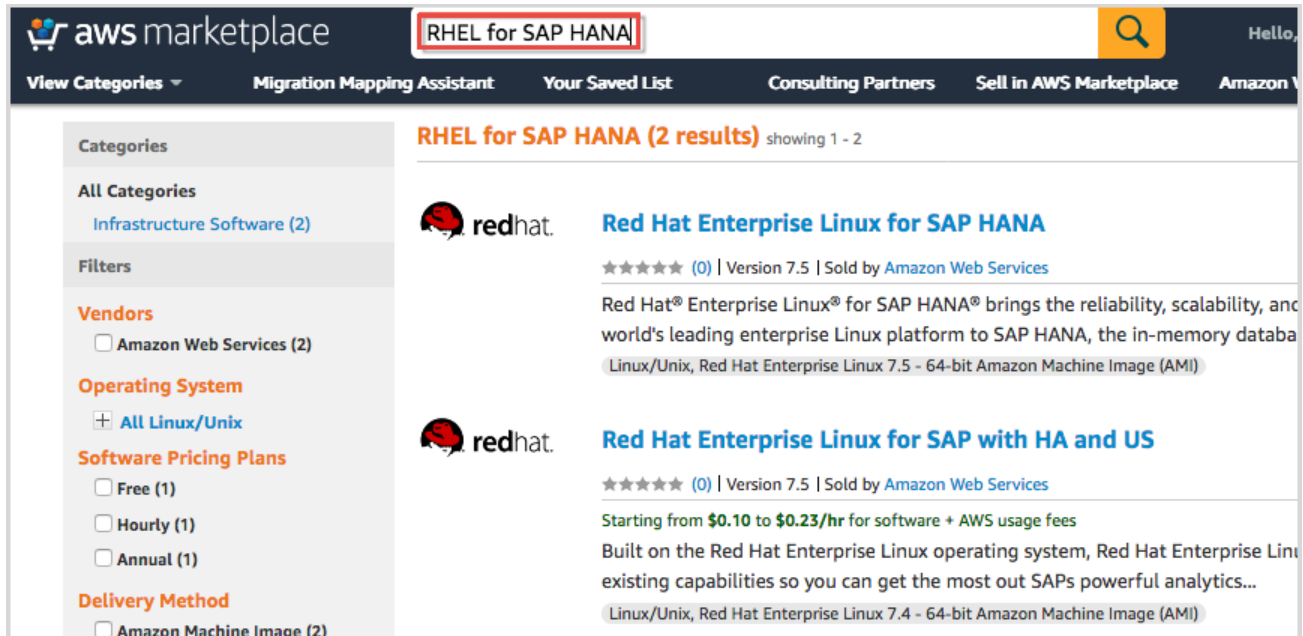 aws marketplace
RHEL for SAP HANA
Hello,
View Categories
Migration Mapping Assistant
Your Saved List
Consulting Partners
Sell in AWS Marketplace
Amazon
Categories
All Categories
Infrastructure Software (2)
Filters
Vendors
Amazon Web Services (2)
Operating System
All Linux/Unix
Software Pricing Plans
Free (1)
Hourly (1)
Annual (1)
Delivery Method
Amazon Machine Image (2)
RHEL for SAP HANA (2 results) showing 1 - 2
redhat.
Red Hat Enterprise Linux for SAP HANA
(0) | Version 7.5 | Sold by Amazon Web Services
Red Hat® Enterprise Linux® for SAP HANA® brings the reliability, scalability, and
world's leading enterprise Linux platform to SAP HANA, the in-memory databa
Linux/Unix, Red Hat Enterprise Linux 7.5 - 64-bit Amazon Machine Image (AMI)
redhat.
Red Hat Enterprise Linux for SAP with HA and US
(0) | Version 7.5 | Sold by Amazon Web Services
Starting from $0.10 to $0.23/hr for software + AWS usage fees
Built on the Red Hat Enterprise Linux operating system, Red Hat Enterprise Linu
existing capabilities so you can get the most out SAPs powerful analytics...
Linux/Unix, Red Hat Enterprise Linux 7.4 - 64-bit Amazon Machine Image (AMI)